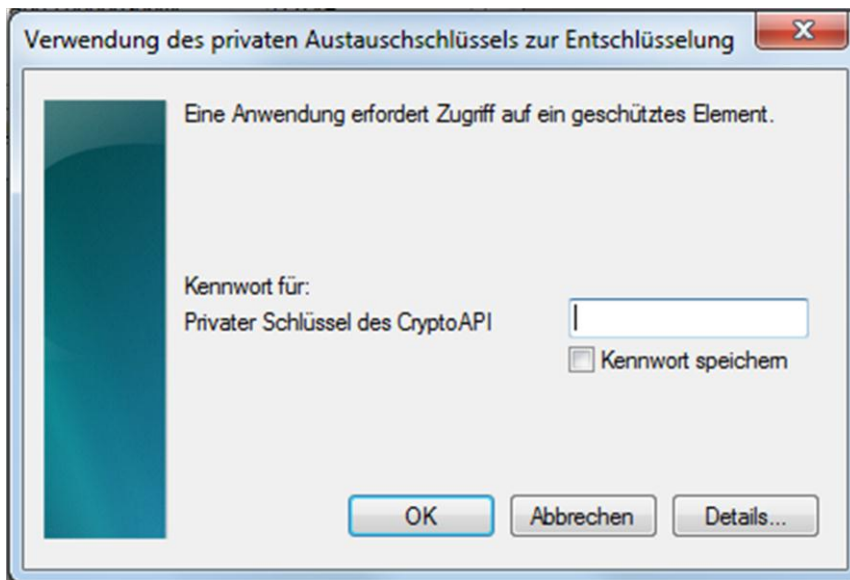 Verwendung des privaten Austauschschlüssels zur Entschlüsselung
Eine Anwendung erfordert Zugriff auf ein geschütztes Element.
Kennwort für:
Privater Schlüssel des CryptoAPI
Kennwort speichern
OK
Abbrechen
Details...